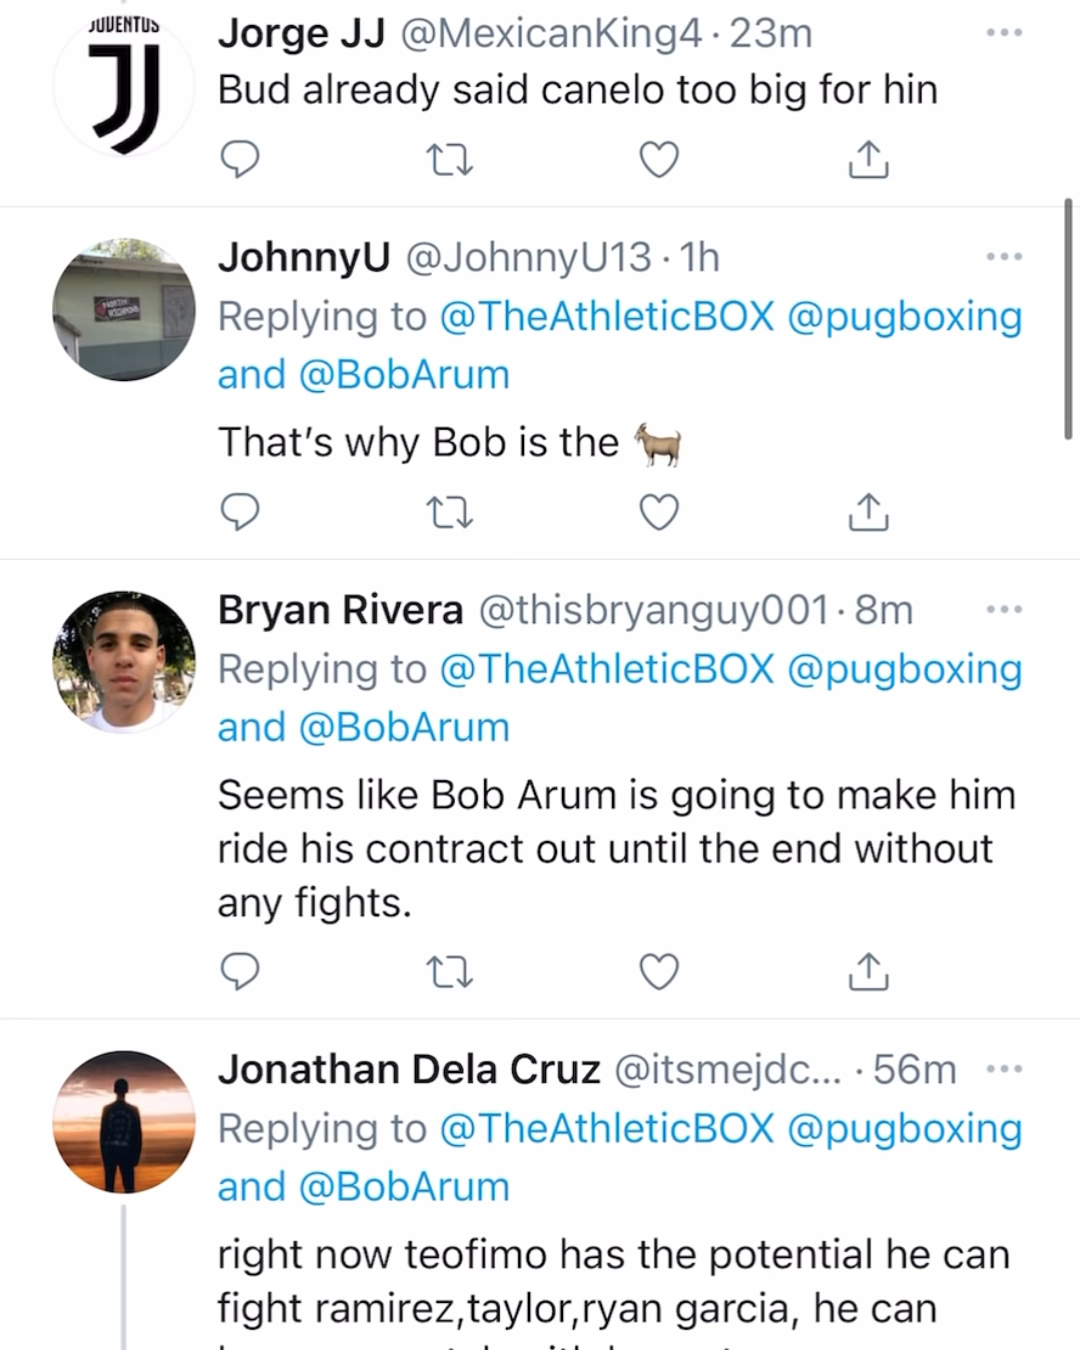 JUVENTUS
Jorge JJ @MexicanKing4 · 23m
Bud already said canelo too big for hin
JohnnyU @JohnnyU13 · 1h
Replying to @TheAthleticBOX @pugboxing
and @BobArum
That's why Bob is the 🐐
Bryan Rivera @thisbryanguy001 · 8m
Replying to @TheAthleticBOX @pugboxing
and @BobArum
Seems like Bob Arum is going to make him
ride his contract out until the end without
any fights.
Jonathan Dela Cruz @itsmejdc... · 56m
Replying to @TheAthleticBOX @pugboxing
and @BobArum
right now teofimo has the potential he can
fight ramirez,taylor,ryan garcia, he can